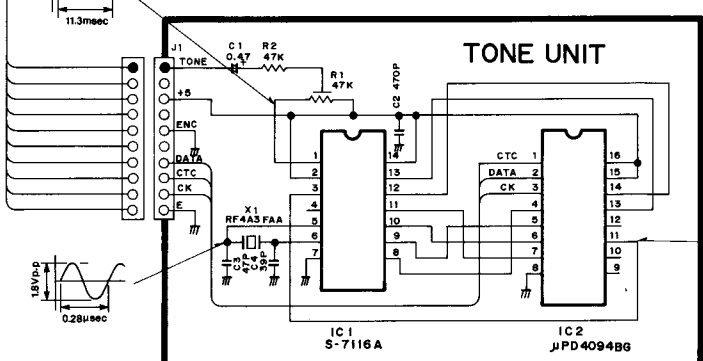 11.3msec
TONE UNIT
J1
TONE
+5
ENC
DATA
CTC
CK
E
C1
0.47
+
R2
47K
R1
47K
C2 470P
X1
RF4A3FAA
C3
47P
C4
39P
1
2
3
4
5
6
7
14
13
12
11
10
9
8
IC1
S-7116A
CTC
DATA
CK
1
2
3
4
5
6
7
8
16
15
14
13
12
11
10
9
IC2
µPD4094BG
1.8Vp-p
0.28µsec